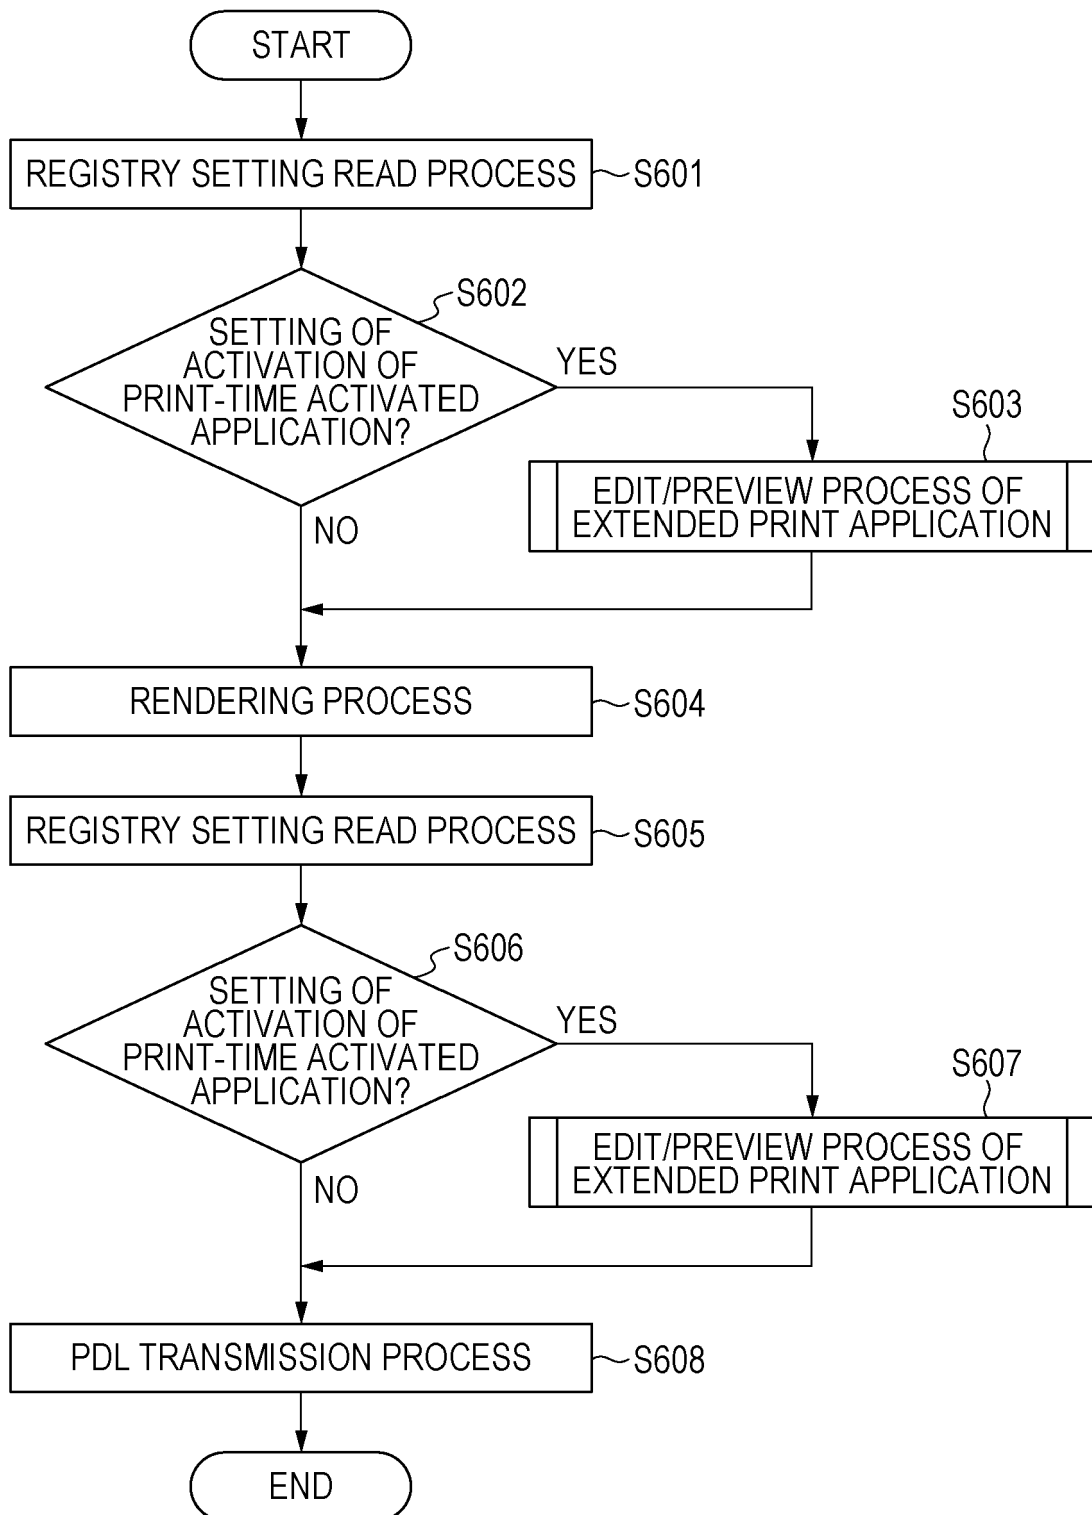 START
REGISTRY SETTING READ PROCESS
S601
S602
SETTING OF
ACTIVATION OF
PRINT-TIME ACTIVATED
APPLICATION?
YES
NO
S603
EDIT/PREVIEW PROCESS OF
EXTENDED PRINT APPLICATION
RENDERING PROCESS
S604
REGISTRY SETTING READ PROCESS
S605
S606
SETTING OF
ACTIVATION OF
PRINT-TIME ACTIVATED
APPLICATION?
YES
NO
S607
EDIT/PREVIEW PROCESS OF
EXTENDED PRINT APPLICATION
PDL TRANSMISSION PROCESS
S608
END